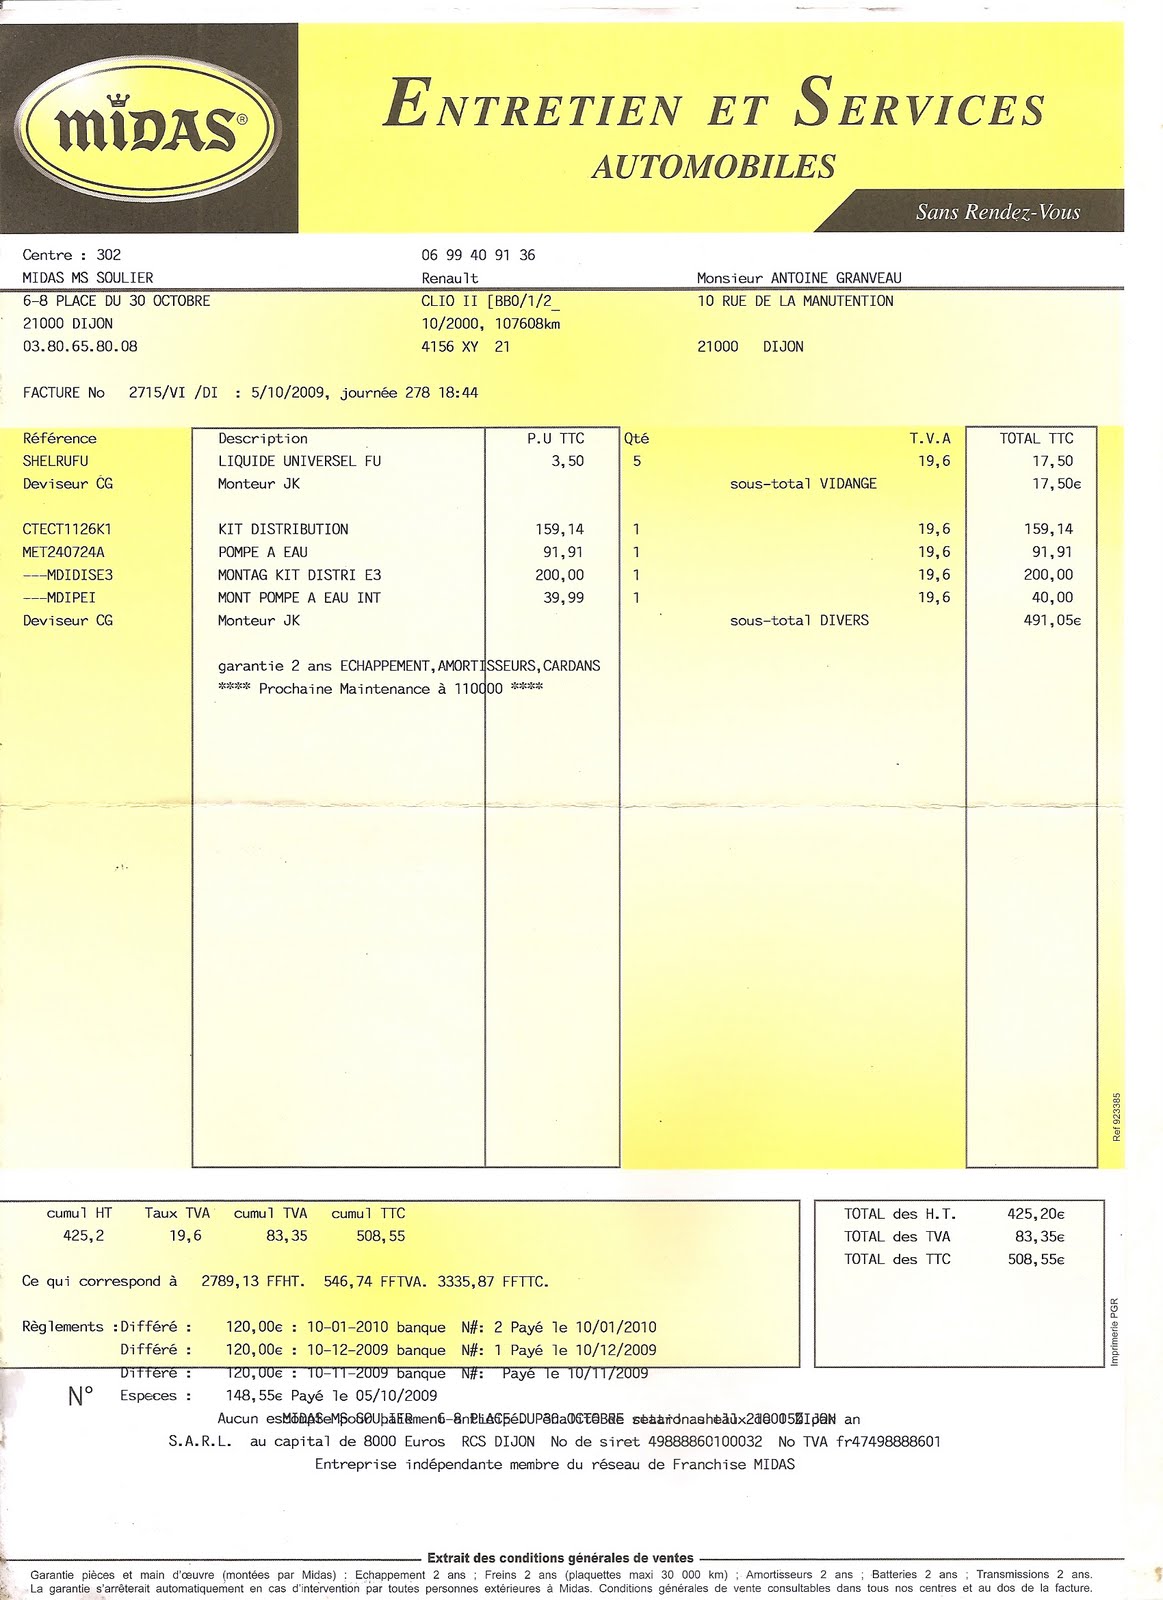 MIDAS®
ENTRETIEN ET SERVICES
AUTOMOBILES
Sans Rendez-Vous
Centre : 302 06 99 40 91 36
MIDAS MS SOULIER Renault Monsieur ANTOINE GRANVEAU
6-8 PLACE DU 30 OCTOBRE CLIO II [BB0/1/2_ 10 RUE DE LA MANUTENTION
21000 DIJON 10/2000, 107608km
03.80.65.80.08 4156 XY 21 21000 DIJON
FACTURE No 2715/VI /DI : 5/10/2009, journée 278 18:44
Référence Description P.U TTC Qté T.V.A TOTAL TTC
SHELRUFU LIQUIDE UNIVERSEL FU 3,50 5 19,6 17,50
Deviseur CG Monteur JK sous-total VIDANGE 17,50€
CTECT1126K1 KIT DISTRIBUTION 159,14 1 19,6 159,14
MET240724A POMPE A EAU 91,91 1 19,6 91,91
---MDIDISE3 MONTAG KIT DISTRI E3 200,00 1 19,6 200,00
---MDIPEI MONT POMPE A EAU INT 39,99 1 19,6 40,00
Deviseur CG Monteur JK sous-total DIVERS 491,05€
garantie 2 ans ECHAPPEMENT,AMORTISSEURS,CARDANS
**** Prochaine Maintenance à 110000 ****
Ref 923385
cumul HT Taux TVA cumul TVA cumul TTC
425,2 19,6 83,35 508,55
TOTAL des H.T. 425,20€
TOTAL des TVA 83,35€
TOTAL des TTC 508,55€
Ce qui correspond à 2789,13 FFHT. 546,74 FFTVA. 3335,87 FFTTC.
Imprimerie PGR
Règlements :Différé : 120,00€ : 10-01-2010 banque N#: 2 Payé le 10/01/2010
Différé : 120,00€ : 10-12-2009 banque N#: 1 Payé le 10/12/2009
Différé : 120,00€ : 10-11-2009 banque N#: Payé le 10/11/2009
N° Especes : 148,55€ Payé le 05/10/2009
Aucun an
S.A.R.L. au capital de 8000 Euros RCS DIJON No de siret 49888860100032 No TVA fr47498888601
Entreprise indépendante membre du réseau de Franchise MIDAS
Extrait des conditions générales de ventes
Garantie pièces et main d'œuvre (montées par Midas) : Echappement 2 ans ; Freins 2 ans (plaquettes maxi 30 000 km) ; Amortisseurs 2 ans ; Batteries 2 ans ; Transmissions 2 ans.
La garantie s'arrêterait automatiquement en cas d'intervention par toutes personnes extérieures à Midas. Conditions générales de vente consultables dans tous nos centres et au dos de la facture.